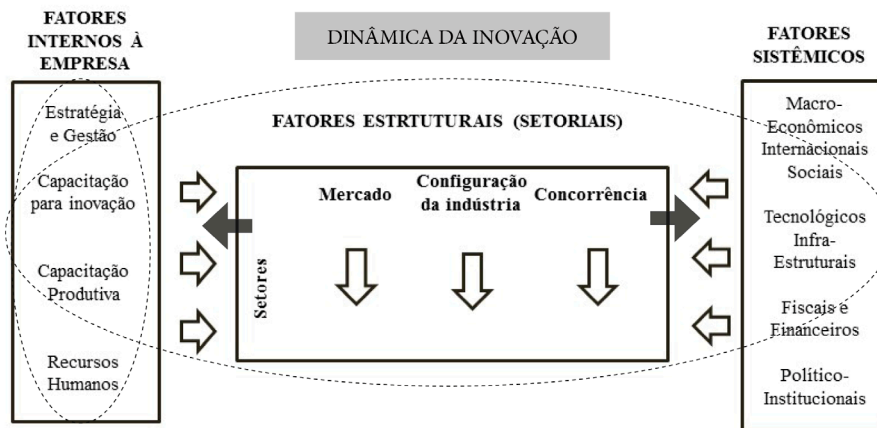 FATORES
INTERNOS À
EMPRESA
Estratégia
e Gestão
Capacitação
para inovação
Capacitação
Produtiva
Recursos
Humanos
DINÂMICA DA INOVAÇÃO
FATORES ESTRTUTURAIS (SETORIAIS)
Mercado
Configuração
da indústria
Concorrência
Setores
FATORES
SISTÊMICOS
Macro-
Econômicos
Internacionais
Sociais
Tecnológicos
Infra-
Estruturais
Fiscais e
Financeiros
Político-
Institucionais